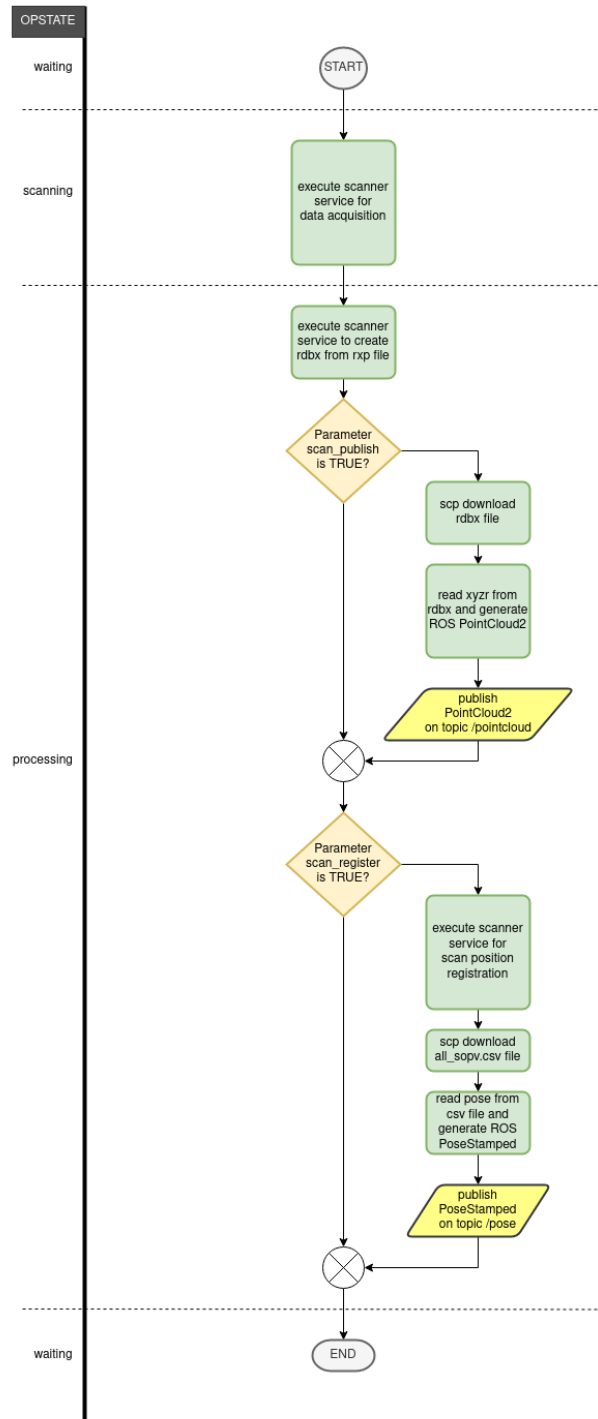 OPSTATE
waiting
START
scanning
execute scanner
service for
data acquisition
execute scanner
service to create
rdbx from rxp file
Parameter
scan_publish
is TRUE?
scp download
rdbx file
read xyzr from
rdbx and generate
ROS PointCloud2
publish
PointCloud2
on topic /pointcloud
processing
Parameter
scan_register
is TRUE?
execute scanner
service for
scan position
registration
scp download
all_sopv.csv file
read pose from
csv file and
generate ROS
PoseStamped
publish
PoseStamped
on topic /pose
waiting
END